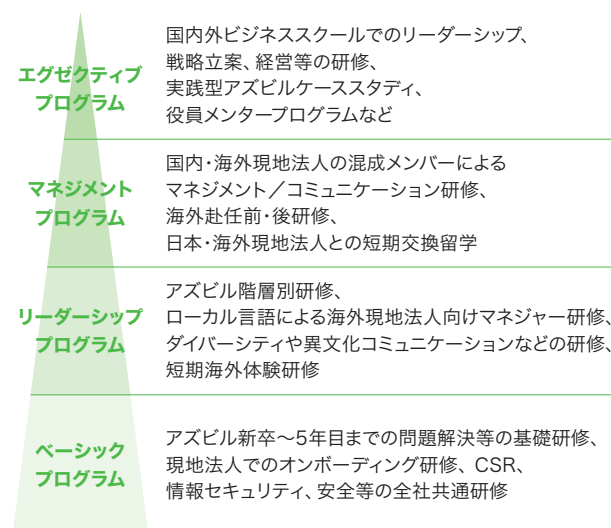 エグゼクティブ
プログラム
国内外ビジネススクールでのリーダーシップ、
戦略立案、経営等の研修、
実践型アズビルケーススタディ、
役員メンタープログラムなど
マネジメント
プログラム
国内・海外現地法人の混成メンバーによる
マネジメント／コミュニケーション研修、
海外赴任前・後研修、
日本・海外現地法人との短期交換留学
リーダーシップ
プログラム
アズビル階層別研修、
ローカル言語による海外現地法人向けマネジャー研修、
ダイバーシティや異文化コミュニケーションなどの研修、
短期海外体験研修
ベーシック
プログラム
アズビル新卒〜5年目までの問題解決等の基礎研修、
現地法人でのオンボーディング研修、CSR、
情報セキュリティ、安全等の全社共通研修